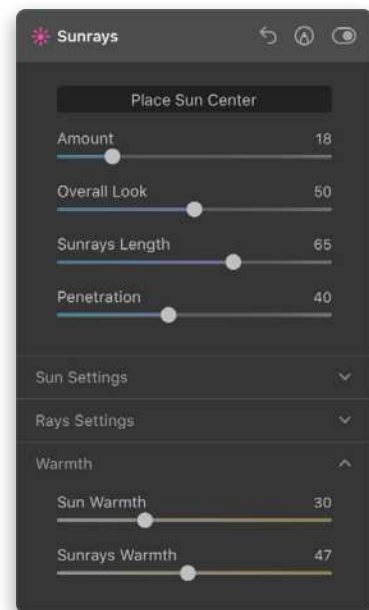 Sunrays
Place Sun Center
Amount 18
Overall Look 50
Sunrays Length 65
Penetration 40
Sun Settings
Rays Settings
Warmth
Sun Warmth 30
Sunrays Warmth 47